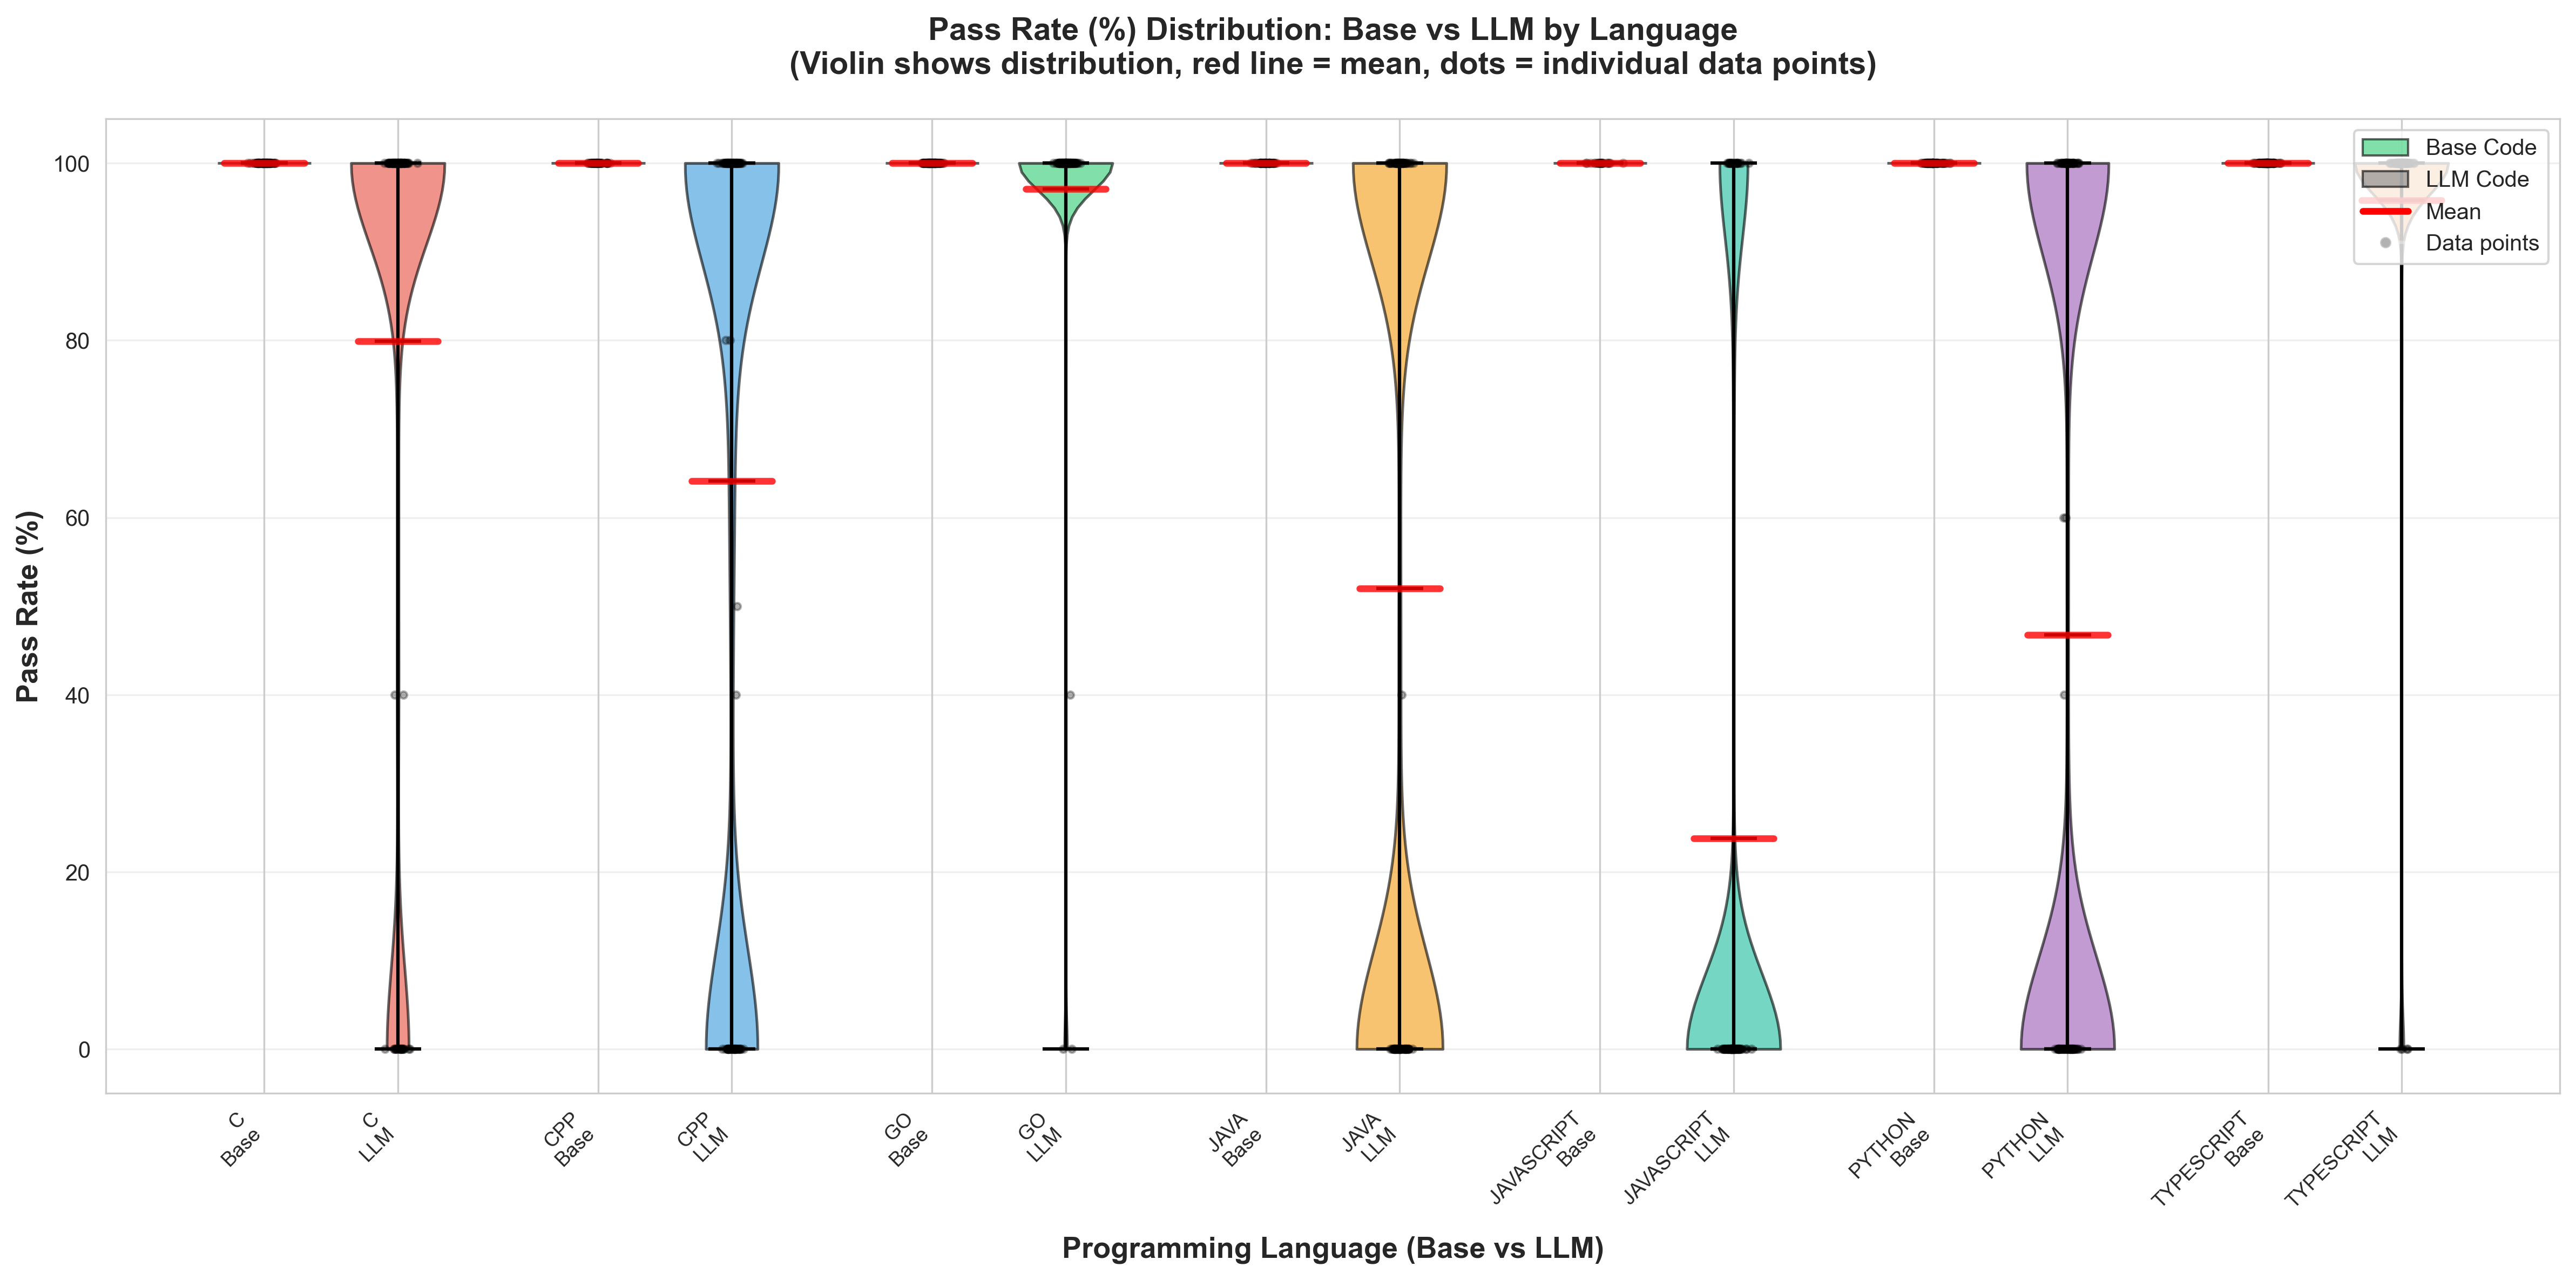 Pass Rate (%) Distribution: Base vs LLM by Language
(Violin shows distribution, red line = mean, dots = individual data points)
Base Code
LLM Code
Mean
Data points
Pass Rate (%)
100
80
60
40
20
0
C
Base
C
LLM
CPP
Base
CPP
LLM
GO
Base
GO
LLM
JAVA
Base
JAVA
LLM
JAVASCRIPT
Base
JAVASCRIPT
LLM
PYTHON
Base
PYTHON
LLM
TYPESCRIPT
Base
TYPESCRIPT
LLM
Programming Language (Base vs LLM)